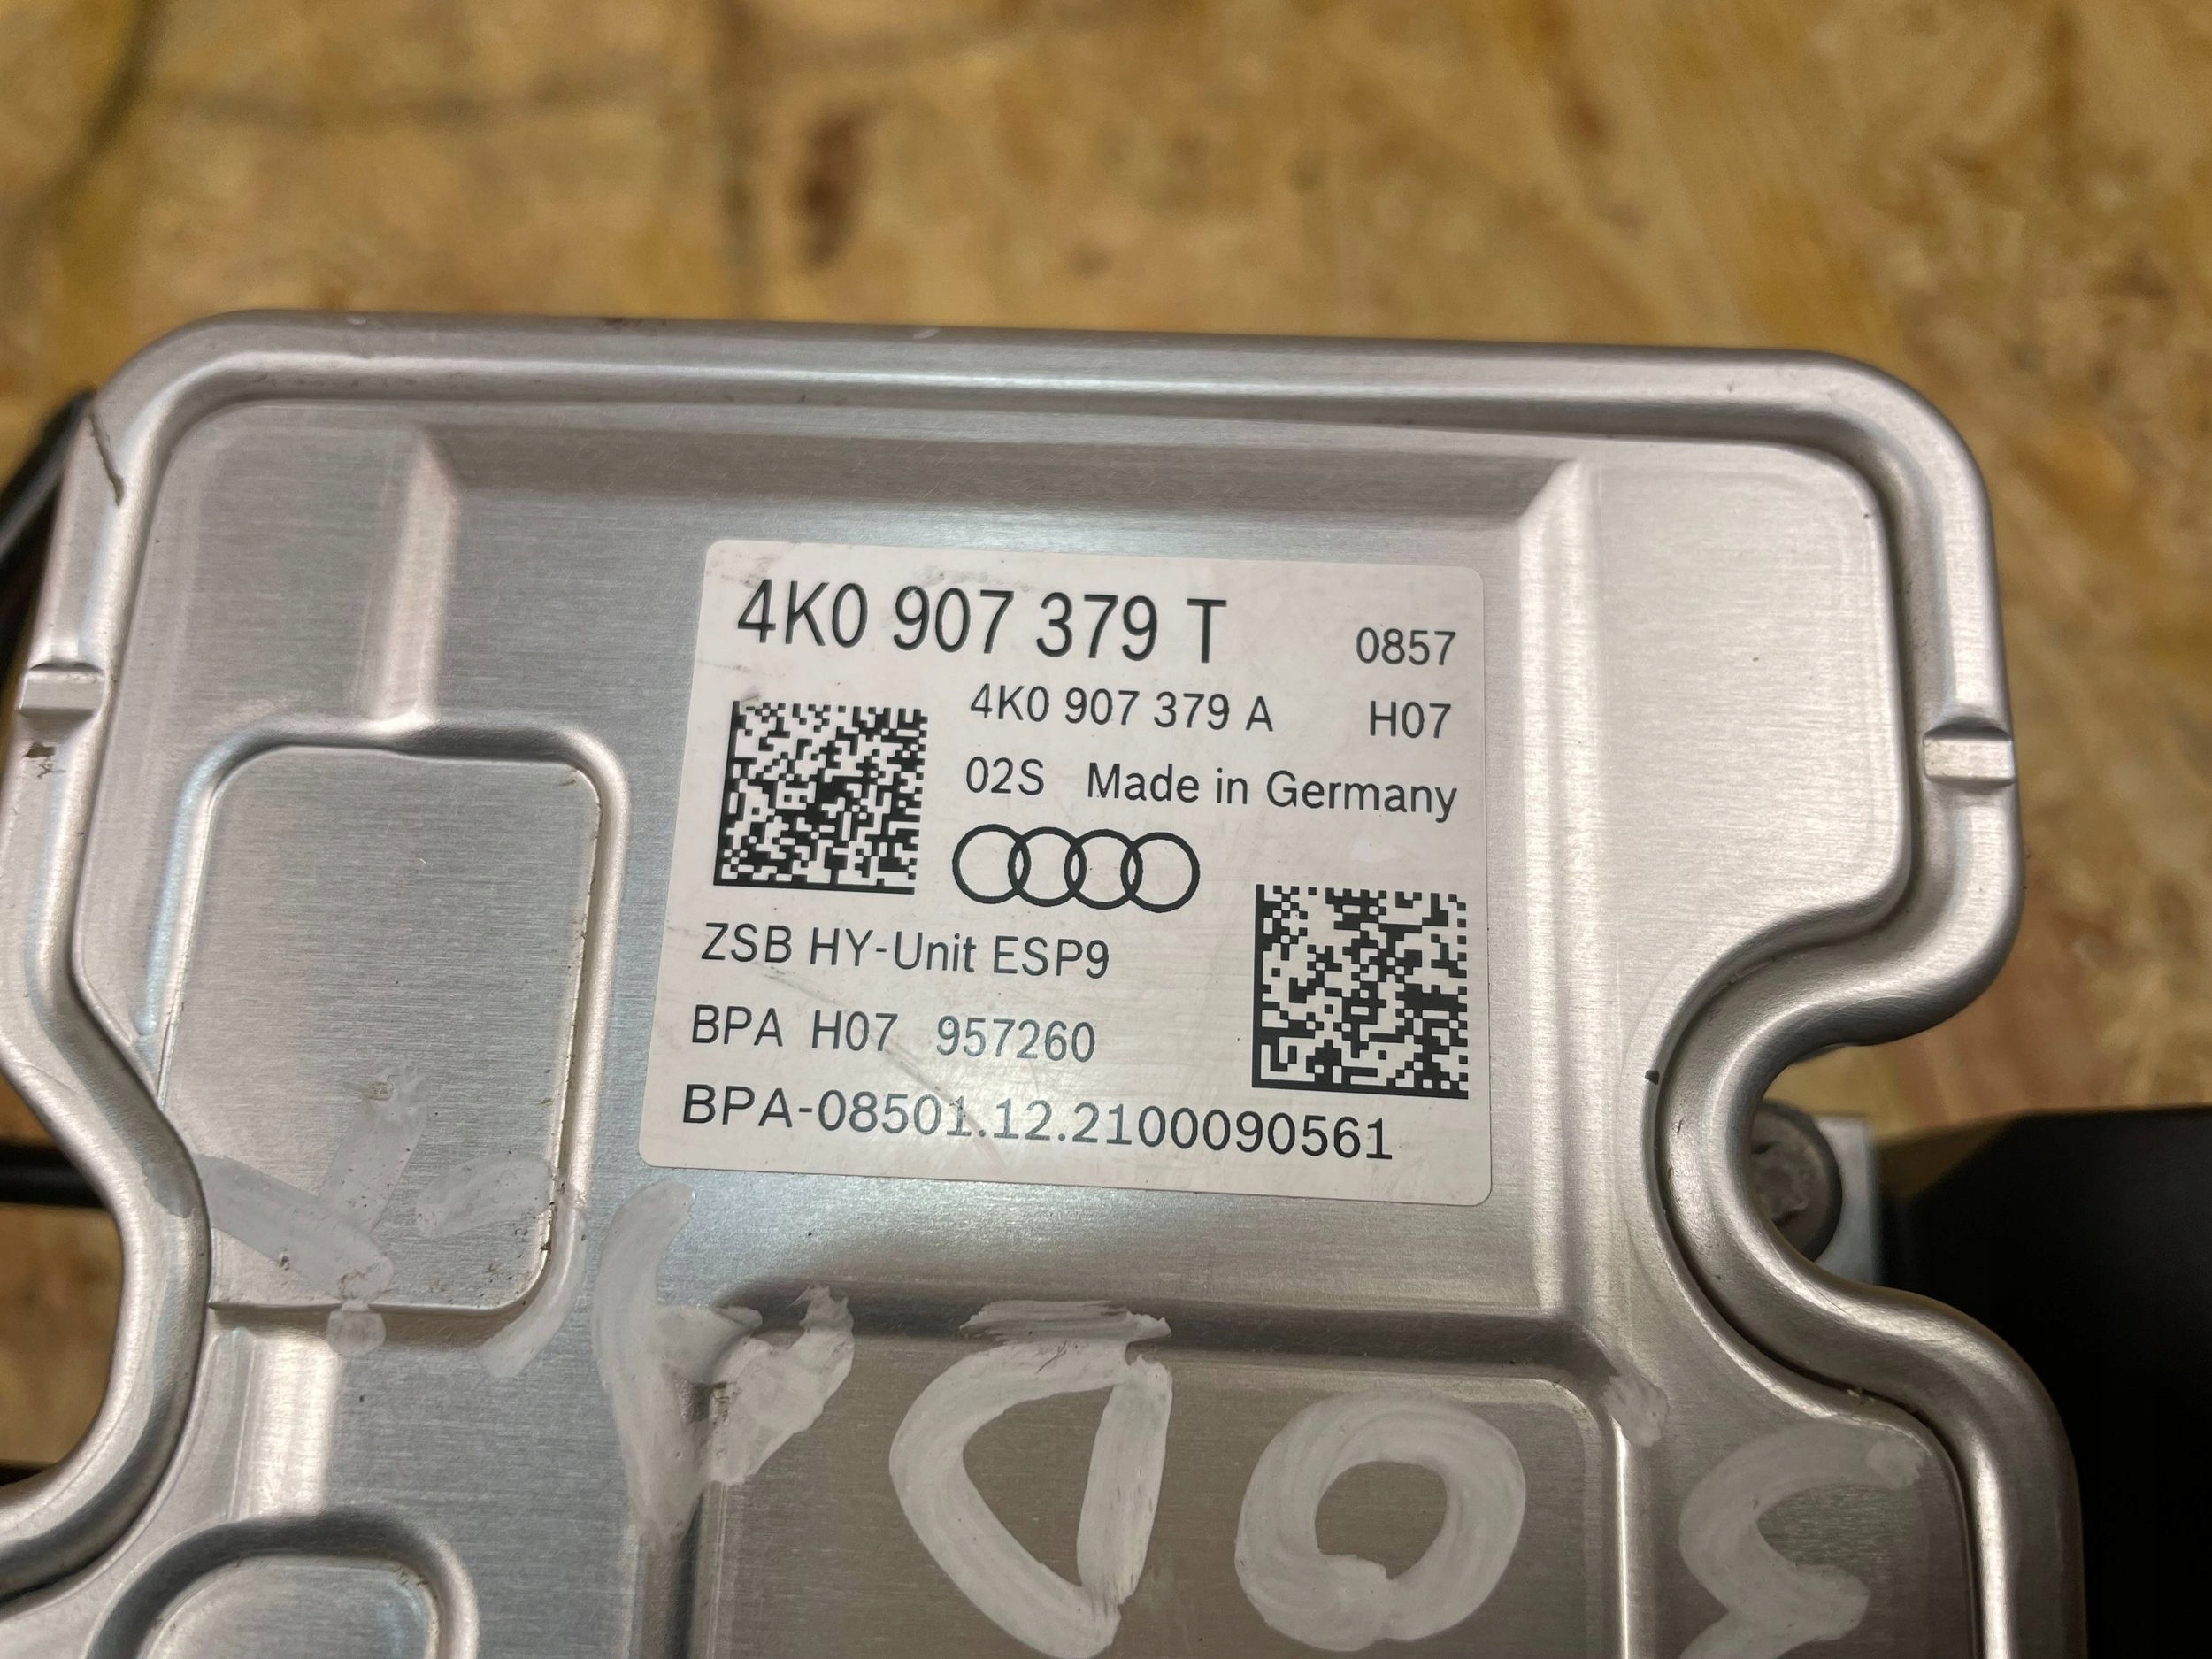 4K0 907 379 T 0857
4K0 907 379 A H07
02S Made in Germany
ZSB HY-Unit ESP9
BPA H07 957260
BPA-08501.12.2100090561